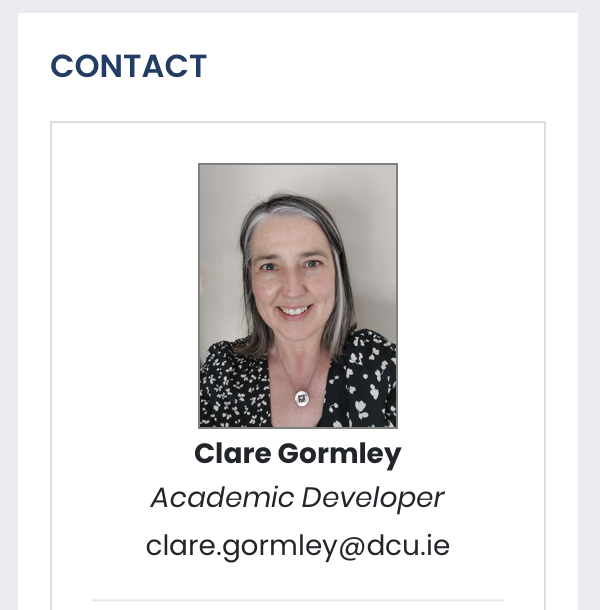 CONTACT
Clare Gormley
Academic Developer
clare.gormley@dcu.ie